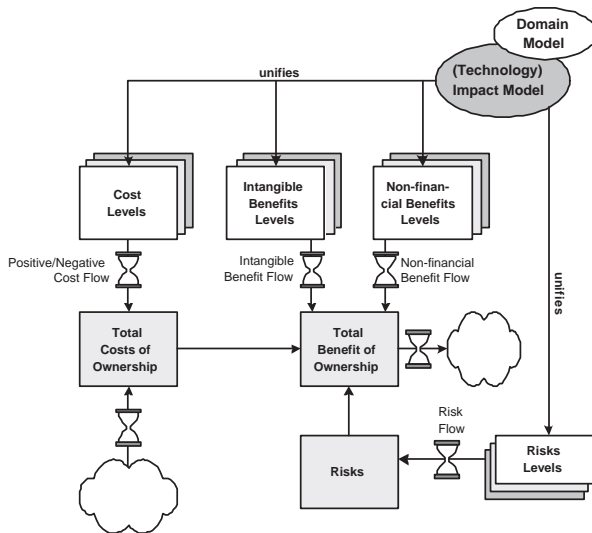 Domain
Model
(Technology)
Impact Model
unifies
Cost
Levels
Intangible
Benefits
Levels
Non-finan-
cial Benefits
Levels
Positive/Negative
Cost Flow
Intangible
Benefit Flow
Non-financial
Benefit Flow
unifies
Total
Costs of
Ownership
Total
Benefit of
Ownership
Risk
Flow
Risks
Risks
Levels